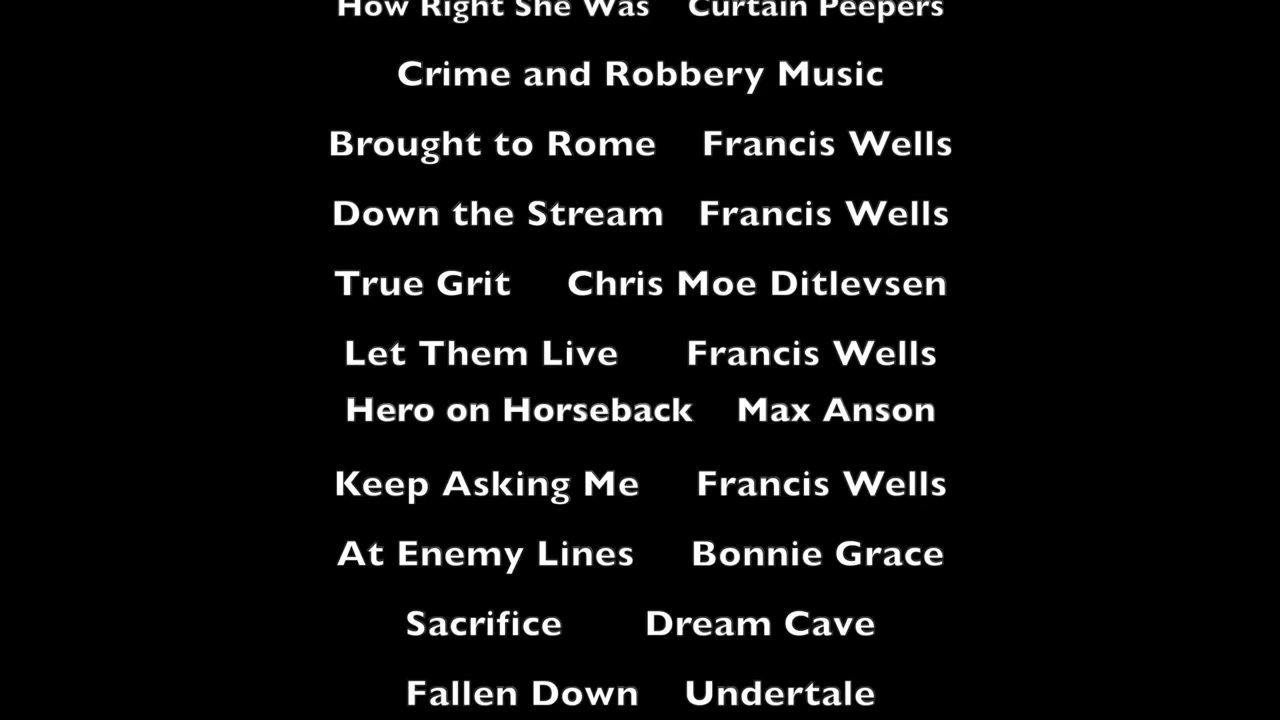 How Right She Was Curtain Peepers
Crime and Robbery Music
Brought to Rome Francis Wells
Down the Stream Francis Wells
True Grit Chris Moe Ditlevsen
Let Them Live Francis Wells
Hero on Horseback Max Anson
Keep Asking Me Francis Wells
At Enemy Lines Bonnie Grace
Sacrifice Dream Cave
Fallen Down Undertale